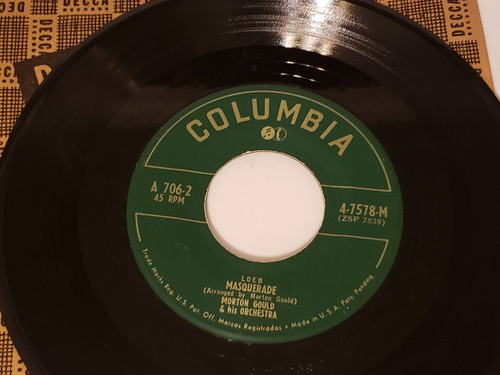 DECCA
DECCA
DECCA
COLUMBIA
A 706-2
45 RPM
4-7578-M
(ZSP 7839)
LOEB
MASQUERADE
(Arranged by Morton Gould)
MORTON GOULD
& his ORCHESTRA
Trade Marks Reg. U.S. Pat. Off. Marcas Registradas • Made in U.S.A. Pats. Pending